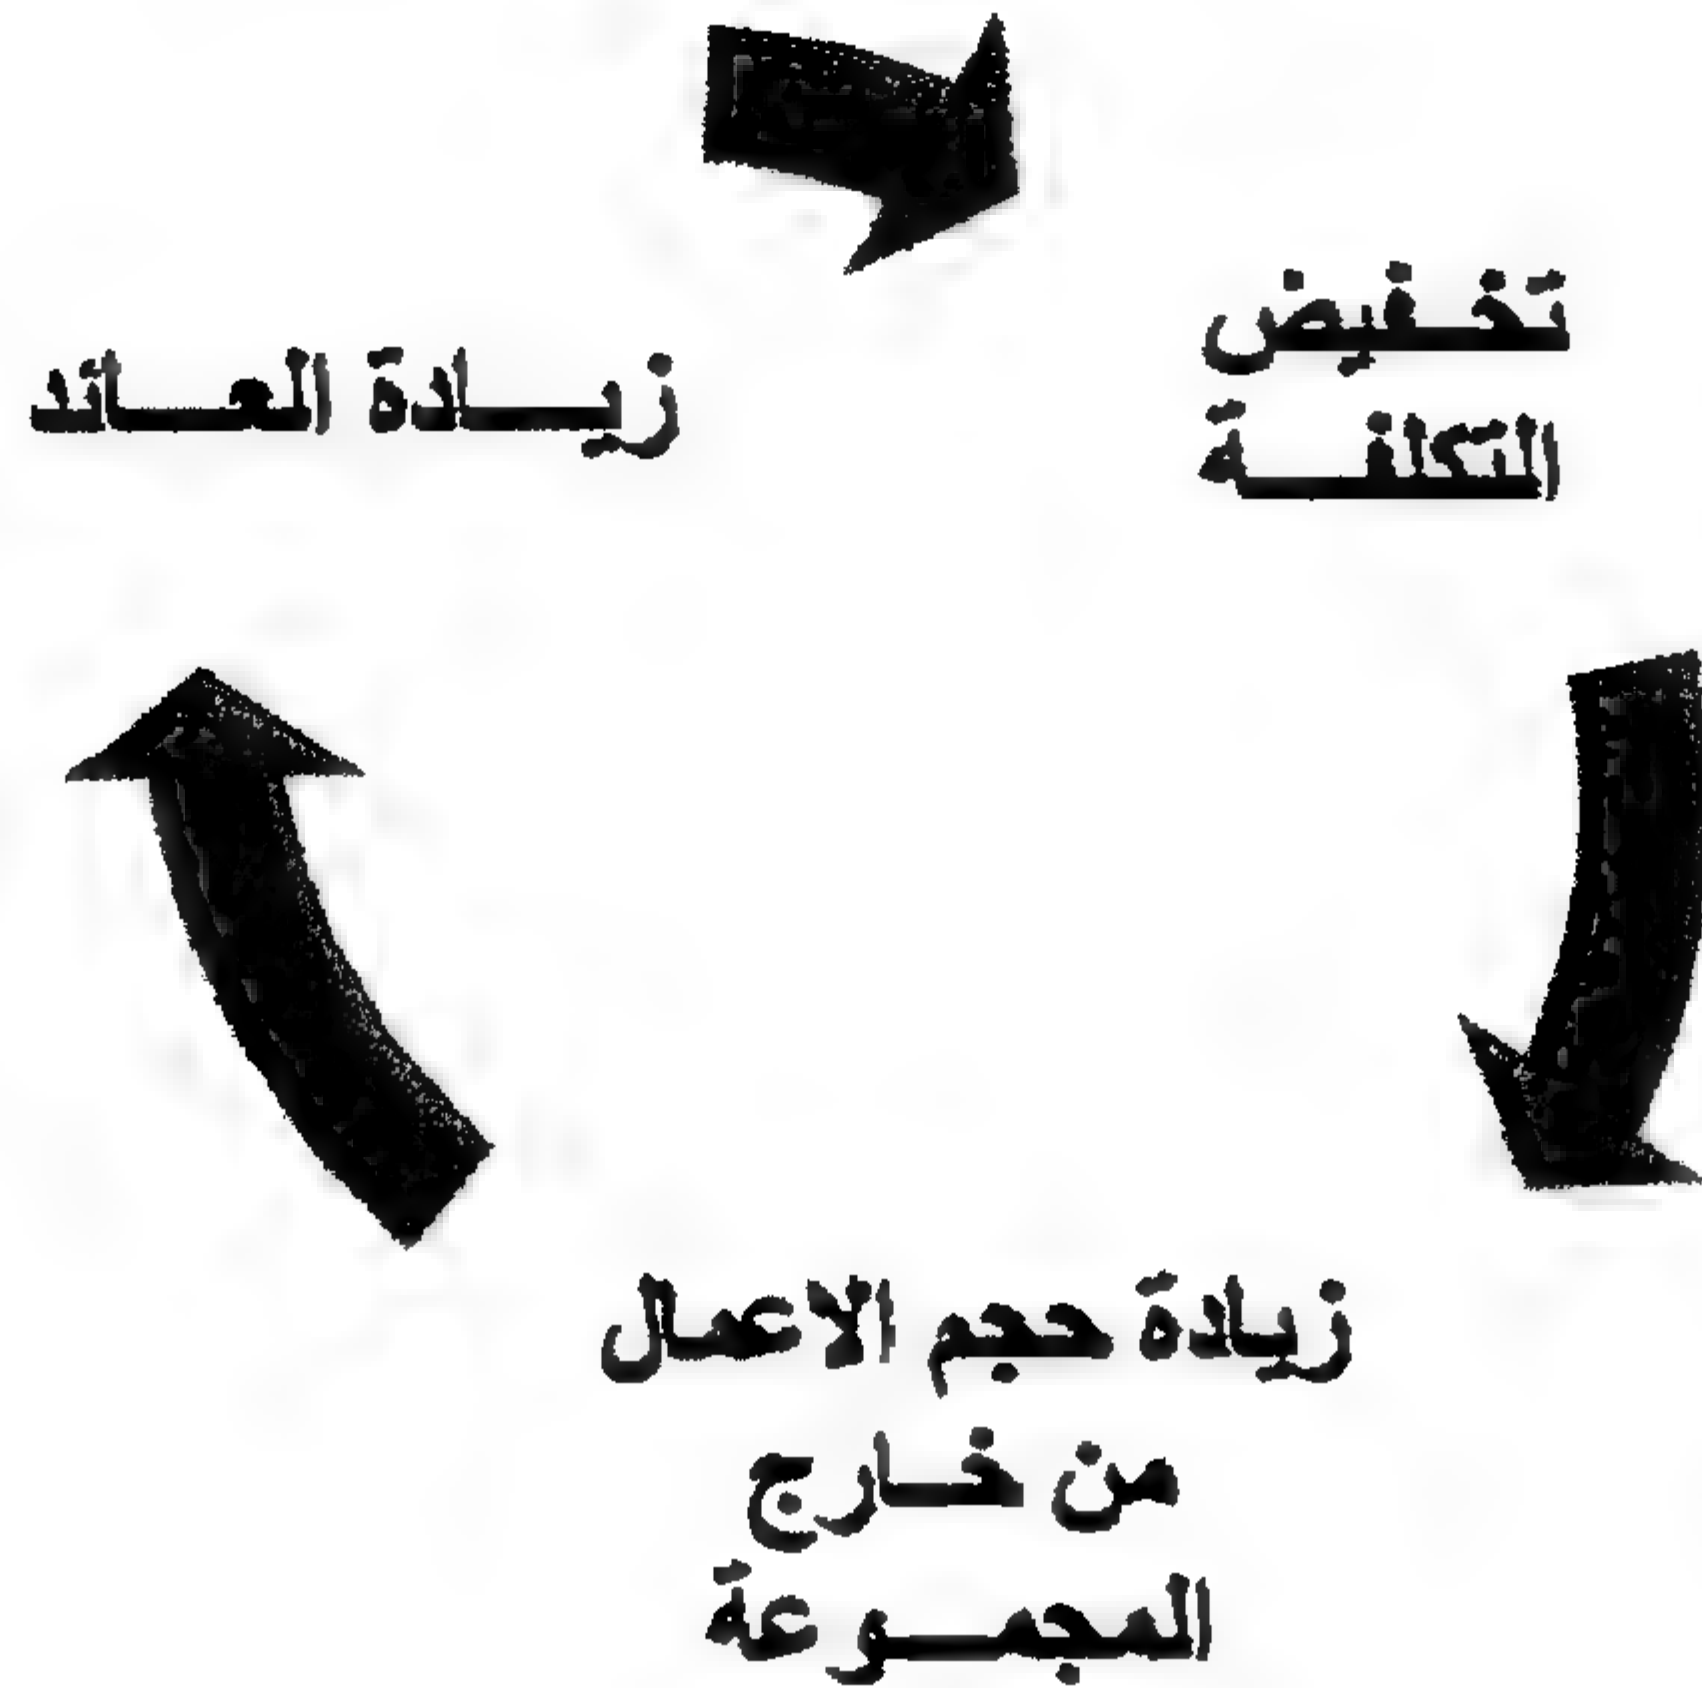 تخفيض
التكلفة
زيادة العائد
زيادة حجم الاعمال
من خارج
المجموعة